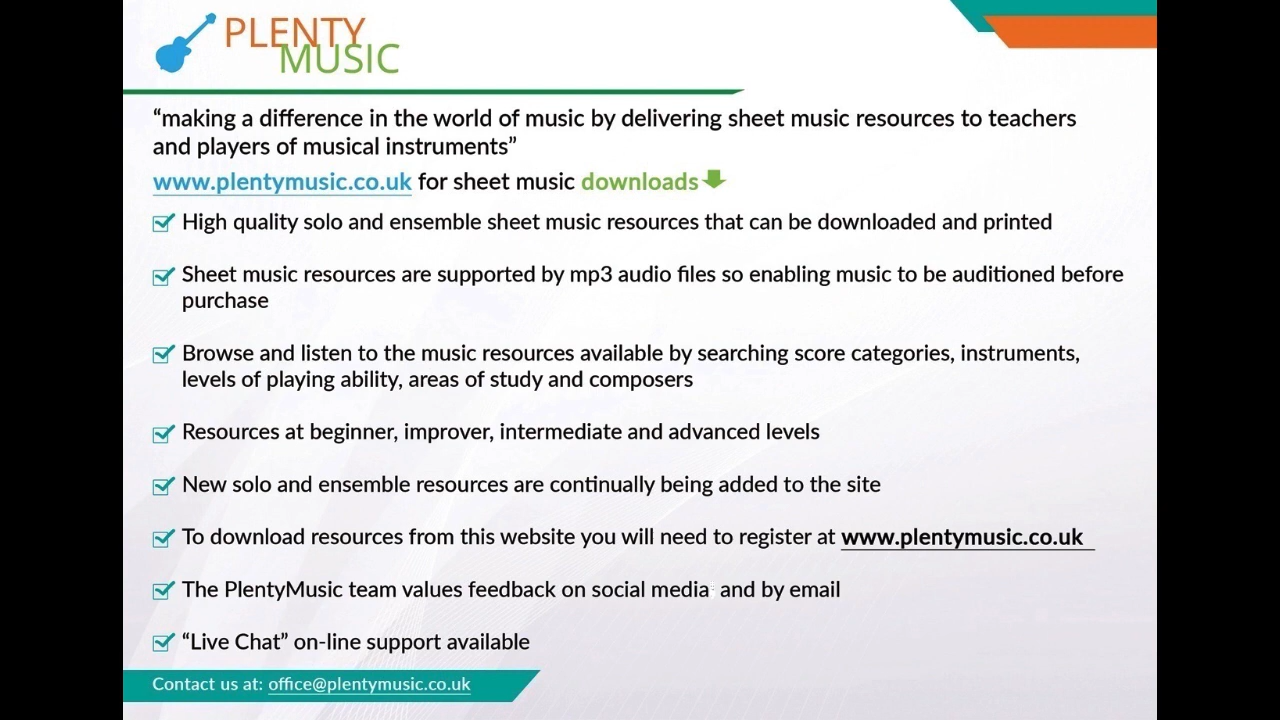 PLENTY
MUSIC
“making a difference in the world of music by delivering sheet music resources to teachers
and players of musical instruments”
www.plentymusic.co.uk for sheet music downloads
High quality solo and ensemble sheet music resources that can be downloaded and printed
Sheet music resources are supported by mp3 audio files so enabling music to be auditioned before
purchase
Browse and listen to the music resources available by searching score categories, instruments,
levels of playing ability, areas of study and composers
Resources at beginner, improver, intermediate and advanced levels
New solo and ensemble resources are continually being added to the site
To download resources from this website you will need to register at www.plentymusic.co.uk
The PlentyMusic team values feedback on social media and by email
“Live Chat” on-line support available
Contact us at: office@plentymusic.co.uk